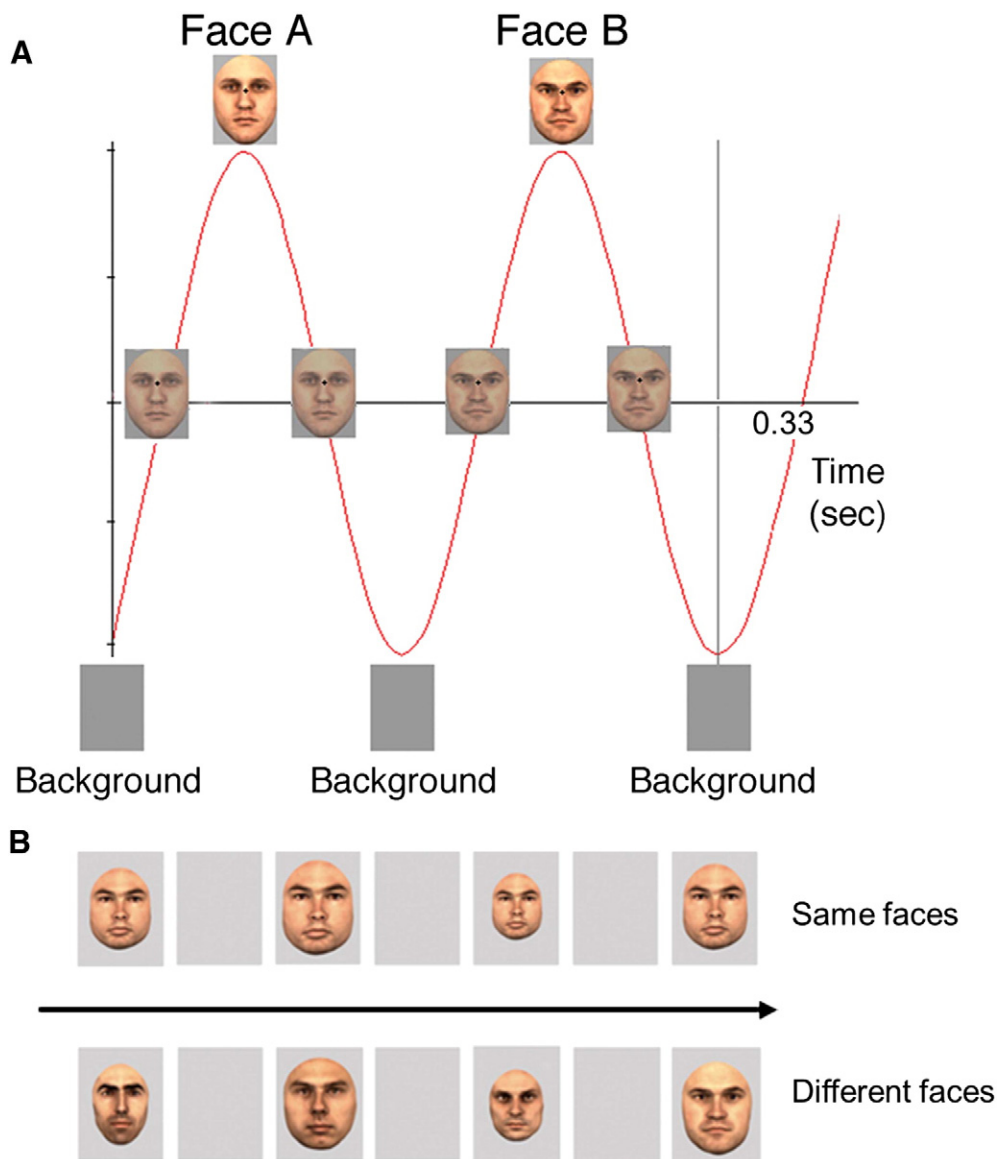 A
Face A
Face B
0.33
Time
(sec)
Background
Background
Background
B
Same faces
Different faces